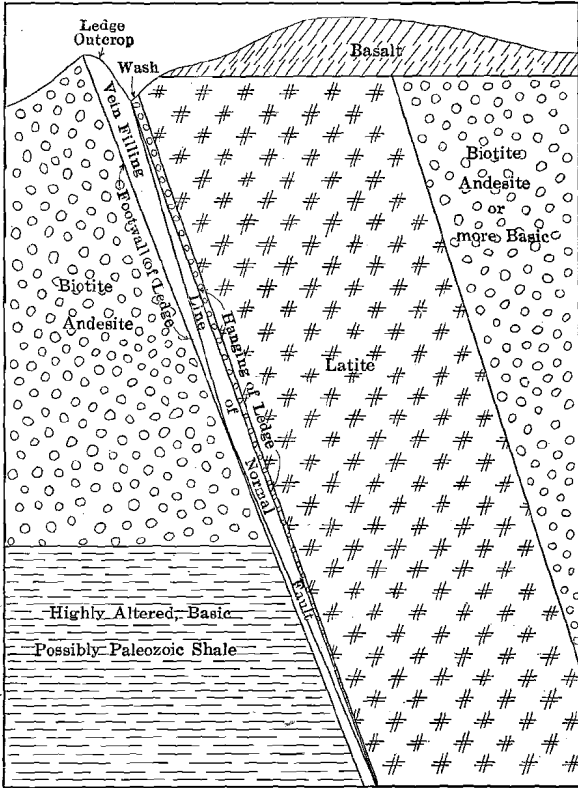 Ledge
Outcrop
Wash
Basalt
Vein Filling
Footwall of Ledge
Biotite
Andesite
or
more Basic
Biotite
Andesite
Hanging of Ledge
Line of Normal Fault
Latite
Highly Altered, Basic
Possibly Paleozoic Shale